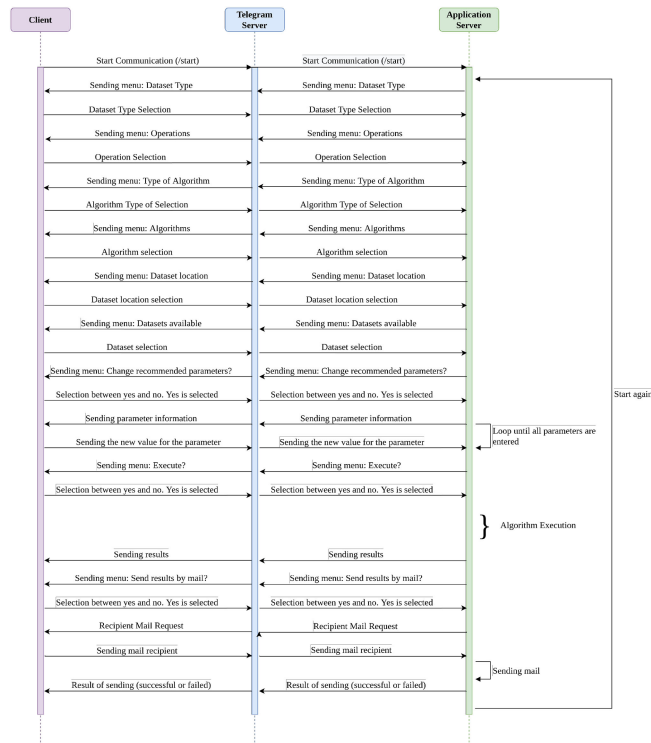 Client
Telegram
Server
Application
Server
Start Communication (/start)
Start Communication (/start)
Sending menu: Dataset Type
Sending menu: Dataset Type
Dataset Type Selection
Dataset Type Selection
Sending menu: Operations
Sending menu: Operations
Operation Selection
Operation Selection
Sending menu: Type of Algorithm
Sending menu: Type of Algorithm
Algorithm Type of Selection
Algorithm Type of Selection
Sending menu: Algorithms
Sending menu: Algorithms
Algorithm selection
Algorithm selection
Sending menu: Dataset location
Sending menu: Dataset location
Dataset location selection
Dataset location selection
Sending menu: Datasets available
Sending menu: Datasets available
Dataset selection
Dataset selection
Sending menu: Change recommended parameters?
Sending menu: Change recommended parameters?
Selection between yes and no. Yes is selected
Selection between yes and no. Yes is selected
Start again
Sending parameter information
Sending parameter information
Loop until all parameters are
entered
Sending the new value for the parameter
Sending the new value for the parameter
Sending menu: Execute?
Sending menu: Execute?
Selection between yes and no. Yes is selected
Selection between yes and no. Yes is selected
} Algorithm Execution
Sending results
Sending results
Sending menu: Send results by mail?
Sending menu: Send results by mail?
Selection between yes and no. Yes is selected
Selection between yes and no. Yes is selected
Recipient Mail Request
Recipient Mail Request
Sending mail recipient
Sending mail recipient
Sending mail
Result of sending (successful or failed)
Result of sending (successful or failed)